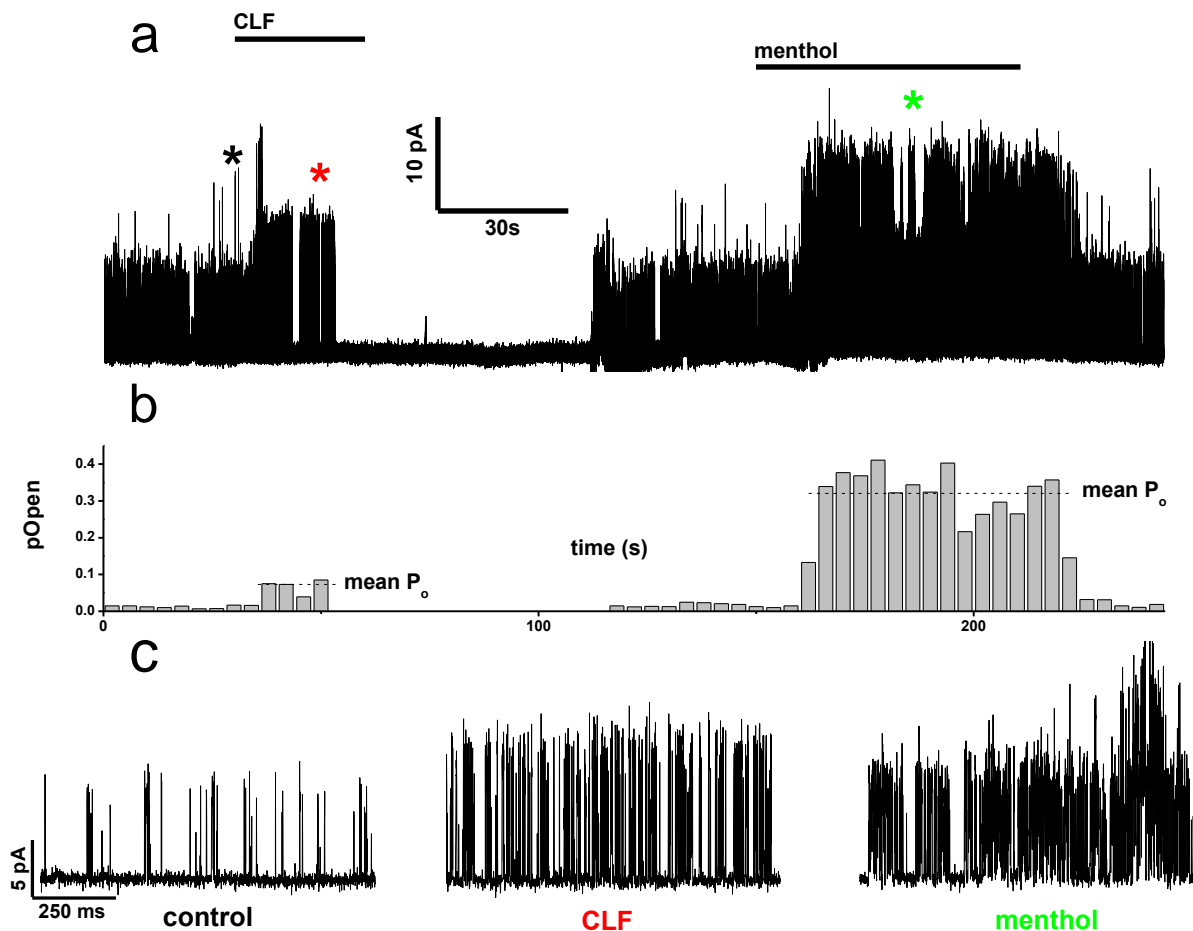 a
CLF
menthol
*
*
*
10 pA
30s
b
pOpen
0.4
0.3
0.2
0.1
0.0
mean Po
time (s)
mean Po
0
100
200
c
5 pA
250 ms
control
CLF
menthol